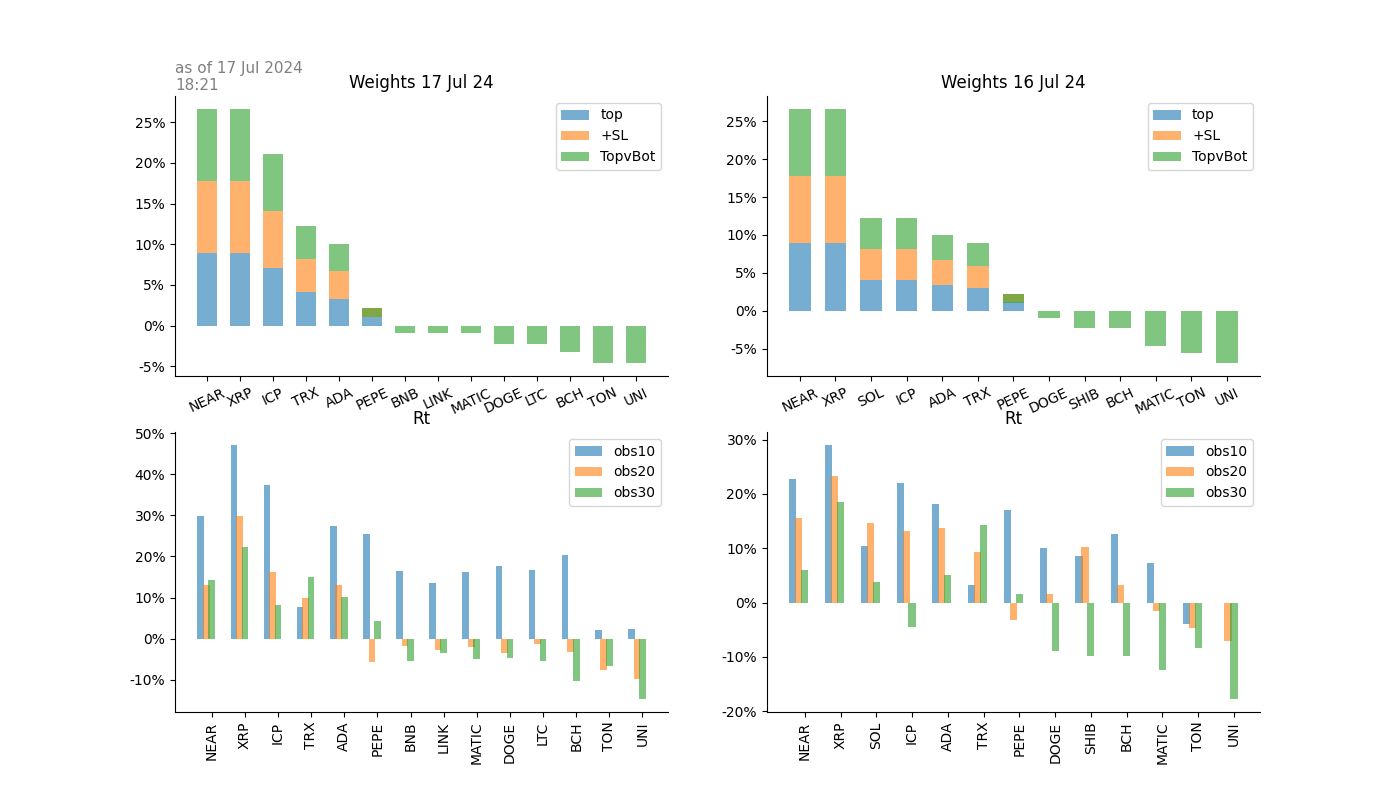 as of 17 Jul 2024
18:21
Weights 17 Jul 24
25%
20%
15%
10%
5%
0%
-5%
top
+SL
TopvBot
NEAR XRP ICP TRX ADA PEPE BNB LINK MATIC DOGE LTC BCH TON UNI
Weights 16 Jul 24
25%
20%
15%
10%
5%
0%
-5%
top
+SL
TopvBot
NEAR XRP SOL ICP ADA TRX PEPE DOGE SHIB BCH MATIC TON UNI
Rt
50%
40%
30%
20%
10%
0%
-10%
obs10
obs20
obs30
NEAR XRP ICP TRX ADA PEPE BNB LINK MATIC DOGE LTC BCH TON UNI
Rt
30%
20%
10%
0%
-10%
-20%
obs10
obs20
obs30
NEAR XRP SOL ICP ADA TRX PEPE DOGE SHIB BCH MATIC TON UNI